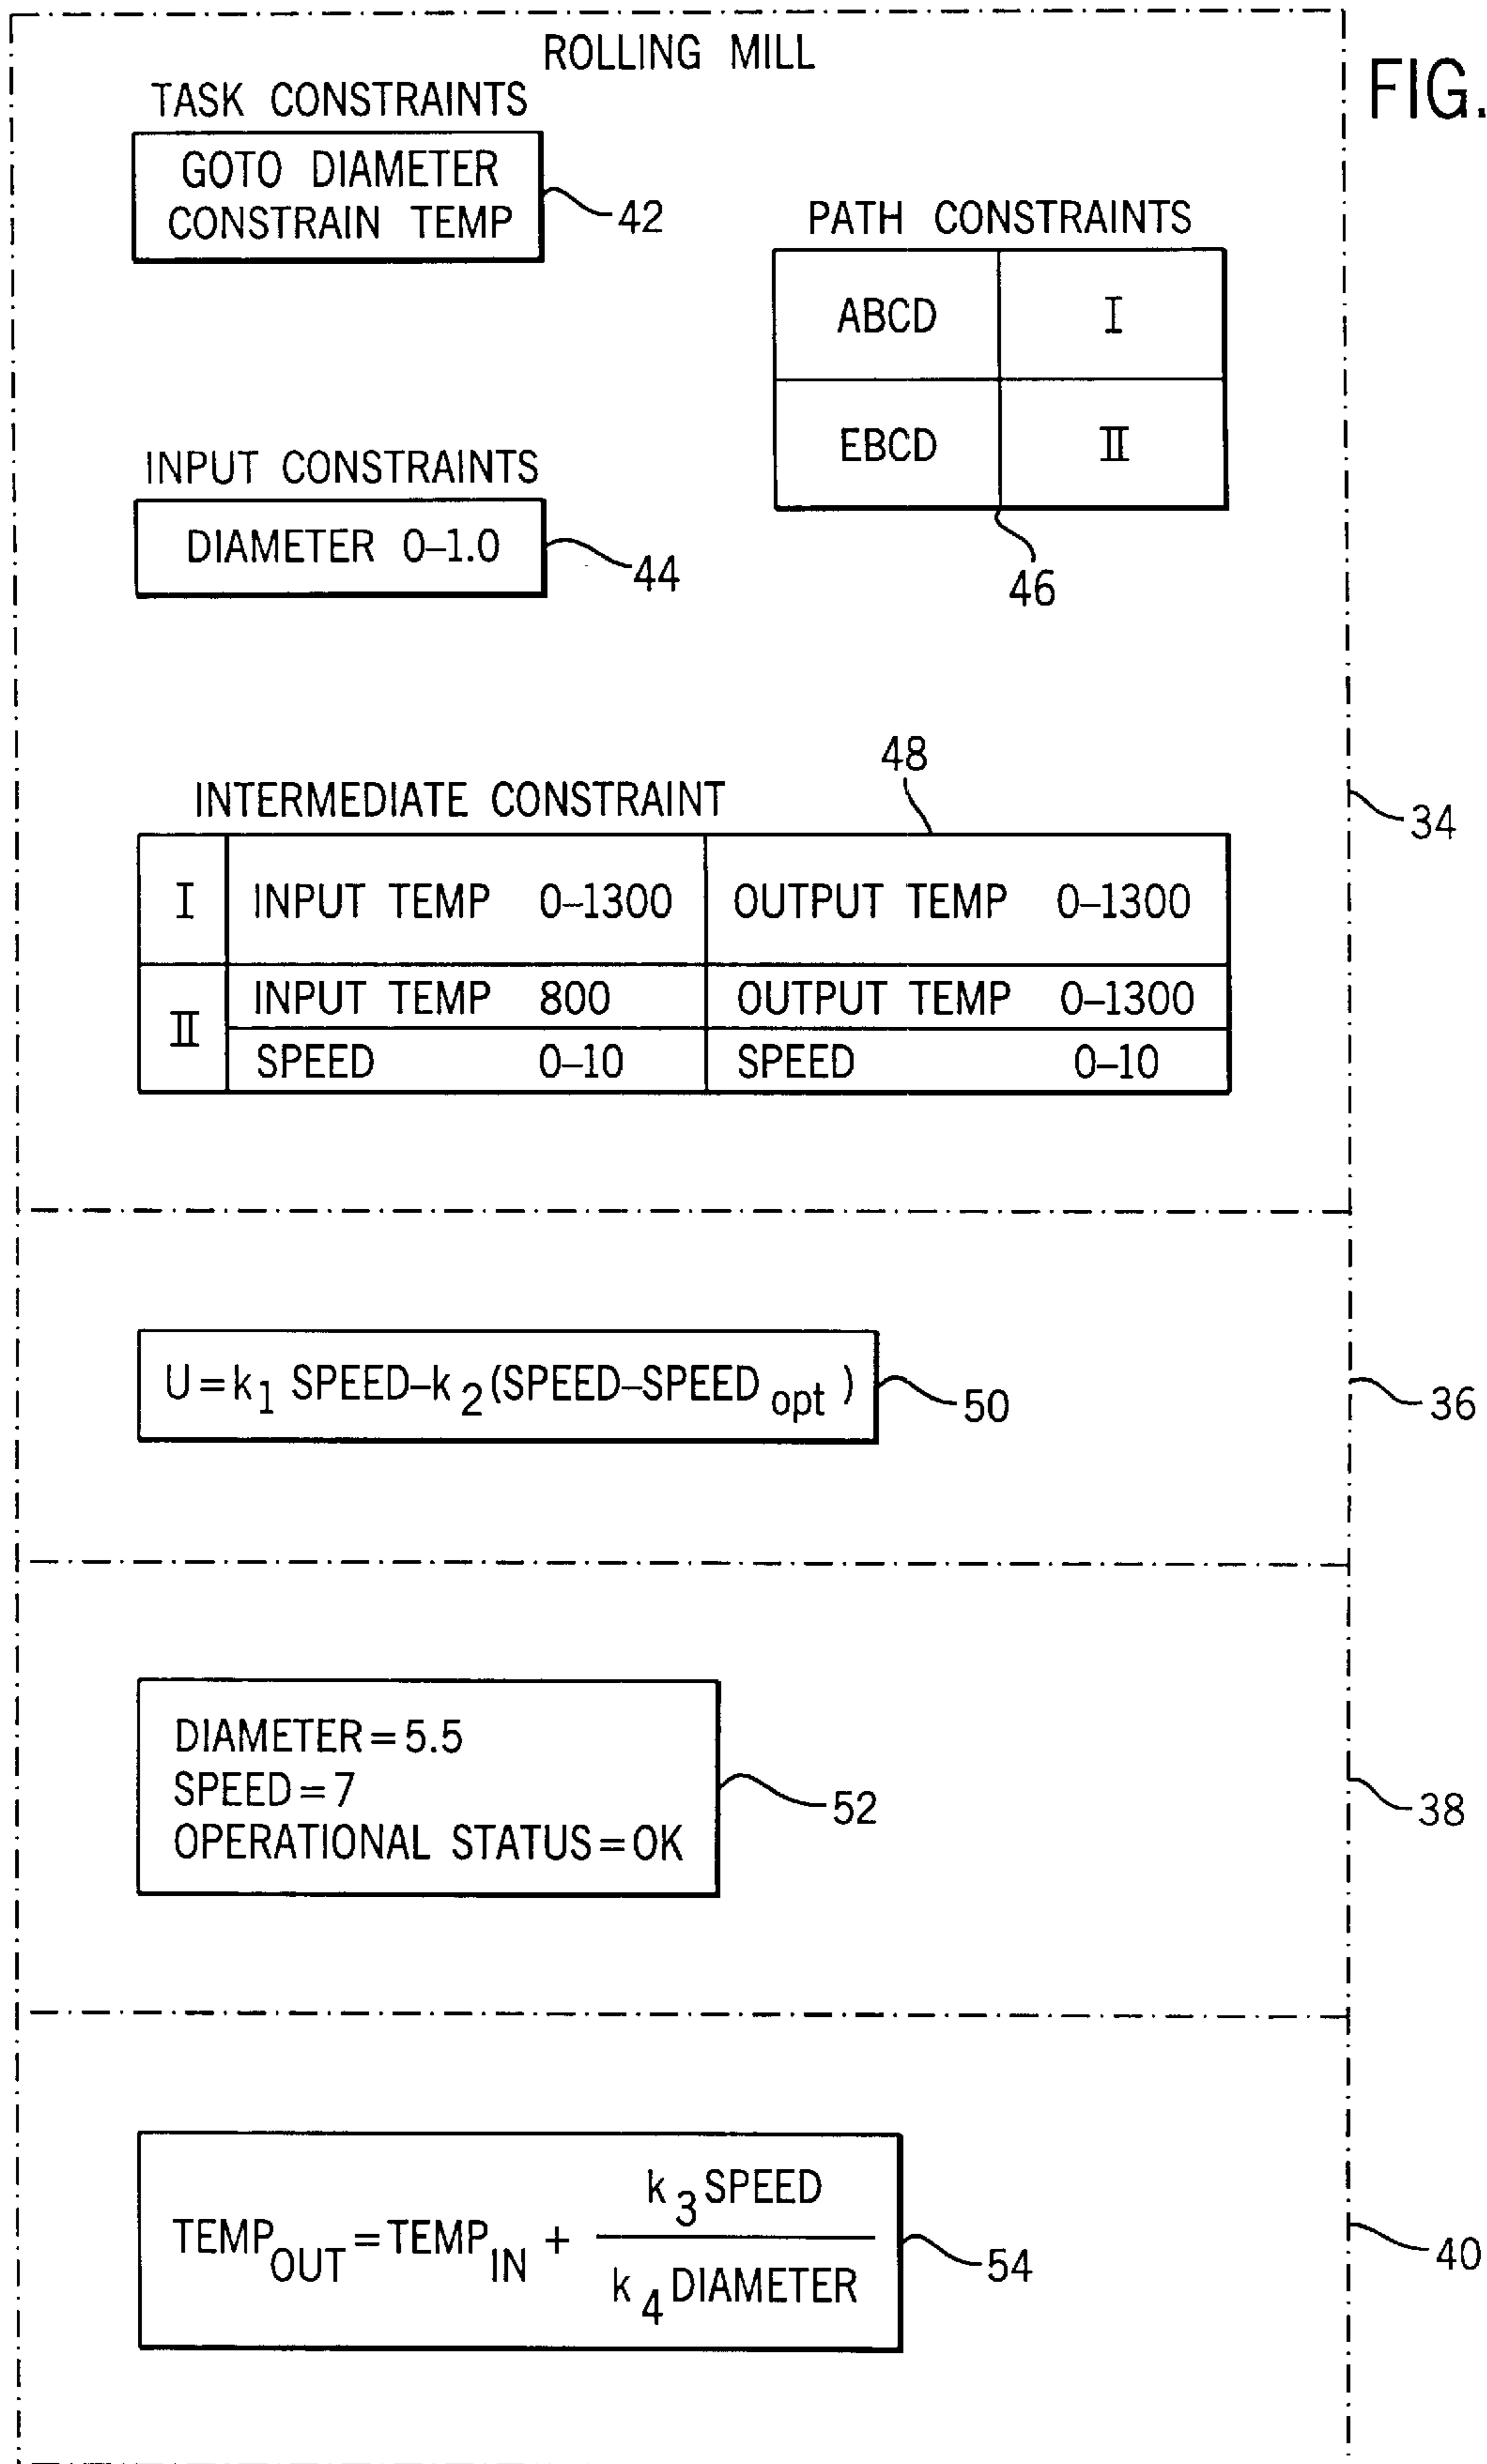 ROLLING MILL
FIG.
TASK CONSTRAINTS
GOTO DIAMETER
CONSTRAIN TEMP
42
PATH CONSTRAINTS
ABCD I
EBCD II
46
INPUT CONSTRAINTS
DIAMETER 0–1.0
44
48
INTERMEDIATE CONSTRAINT
34
I INPUT TEMP 0–1300 OUTPUT TEMP 0–1300
II INPUT TEMP 800 OUTPUT TEMP 0–1300
SPEED 0–10 SPEED 0–10
U=k1 SPEED–k2(SPEED–SPEEDopt)
50
36
DIAMETER=5.5
SPEED=7
OPERATIONAL STATUS=OK
52
38
TEMPOUT=TEMPIN + k3SPEED
k4DIAMETER
54
40